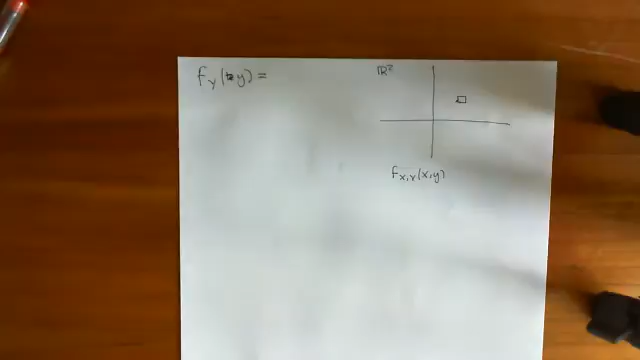 f_Y(y) =
ℝ²
f_{X,Y}(x,y)